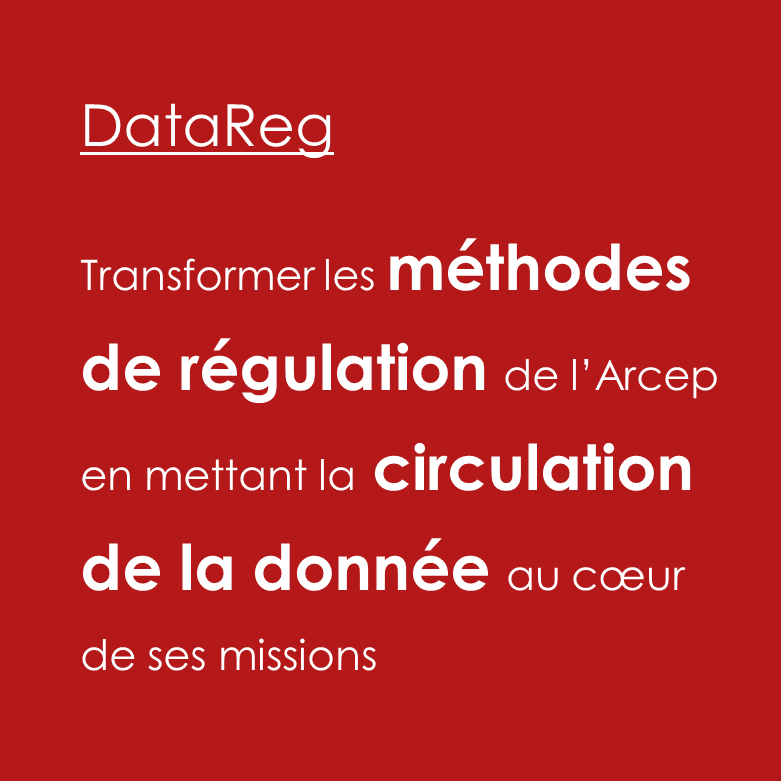 DataReg
Transformer les méthodes
de régulation de l’Arcep
en mettant la circulation
de la donnée au cœur
de ses missions